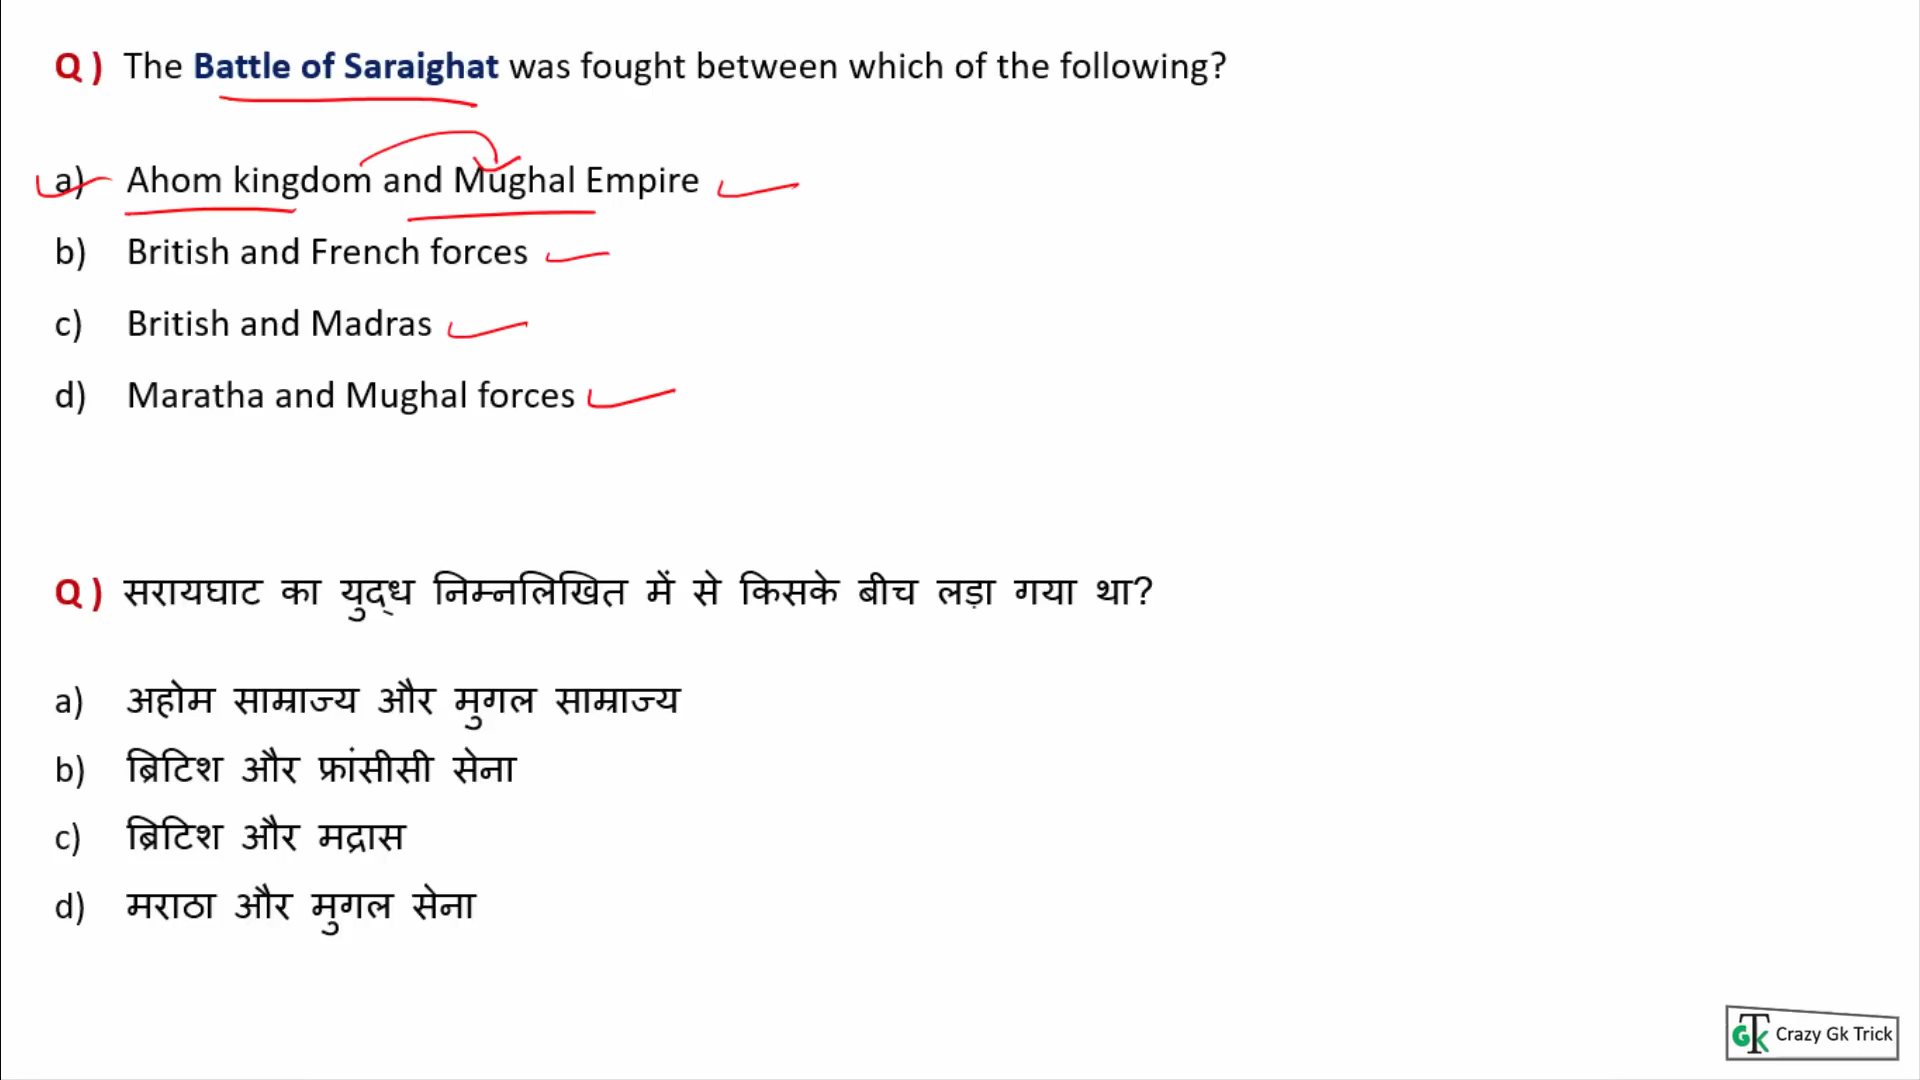 Q ) The Battle of Saraighat was fought between which of the following?
a) Ahom kingdom and Mughal Empire
b) British and French forces
c) British and Madras
d) Maratha and Mughal forces
Q ) सरायघाट का युद्ध निम्नलिखित में से किसके बीच लड़ा गया था?
a) अहोम साम्राज्य और मुगल साम्राज्य
b) ब्रिटिश और फ्रांसीसी सेना
c) ब्रिटिश और मद्रास
d) मराठा और मुगल सेना
GTK Crazy Gk Trick